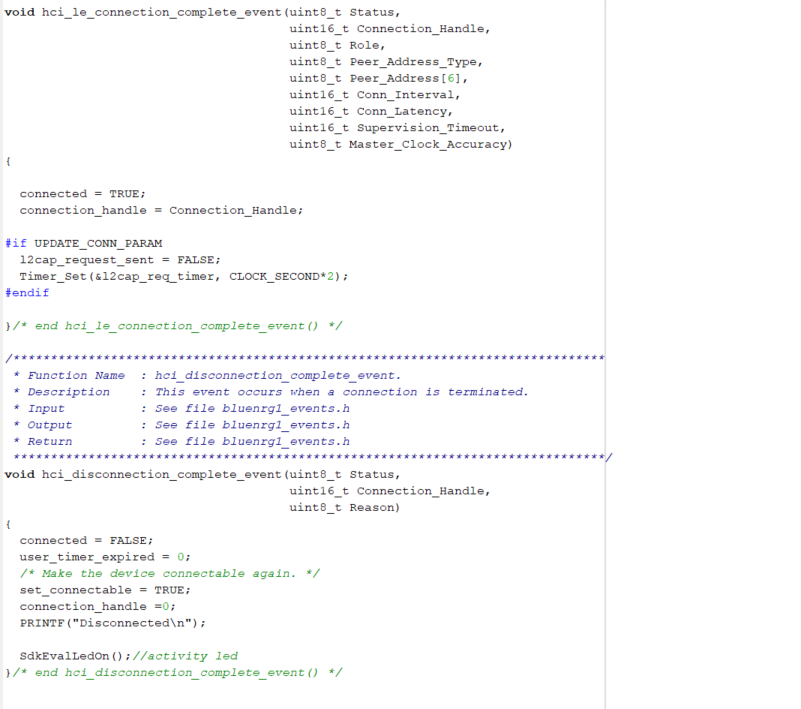 void hci_le_connection_complete_event(uint8_t Status,
                                      uint16_t Connection_Handle,
                                      uint8_t Role,
                                      uint8_t Peer_Address_Type,
                                      uint8_t Peer_Address[6],
                                      uint16_t Conn_Interval,
                                      uint16_t Conn_Latency,
                                      uint16_t Supervision_Timeout,
                                      uint8_t Master_Clock_Accuracy)
{
  connected = TRUE;
  connection_handle = Connection_Handle;
#if UPDATE_CONN_PARAM
  l2cap_request_sent = FALSE;
  Timer_Set(&l2cap_req_timer, CLOCK_SECOND*2);
#endif
}/* end hci_le_connection_complete_event() */
/*******************************************************************************
 * Function Name  : hci_disconnection_complete_event.
 * Description    : This event occurs when a connection is terminated.
 * Input          : See file bluenrg1_events.h
 * Output         : See file bluenrg1_events.h
 * Return         : See file bluenrg1_events.h
 *******************************************************************************/
void hci_disconnection_complete_event(uint8_t Status,
                                      uint16_t Connection_Handle,
                                      uint8_t Reason)
{
  connected = FALSE;
  user_timer_expired = 0;
  /* Make the device connectable again. */
  set_connectable = TRUE;
  connection_handle =0;
  PRINTF("Disconnected\n");
  SdkEvalLedOn();//activity led
}/* end hci_disconnection_complete_event() */